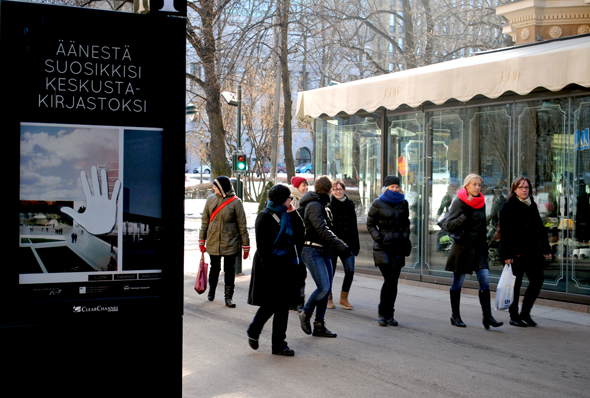 ÄÄNESTÄ
SUOSIKKISI
KESKUSTA-
KIRJASTOKSI
CLEARCHANNEL